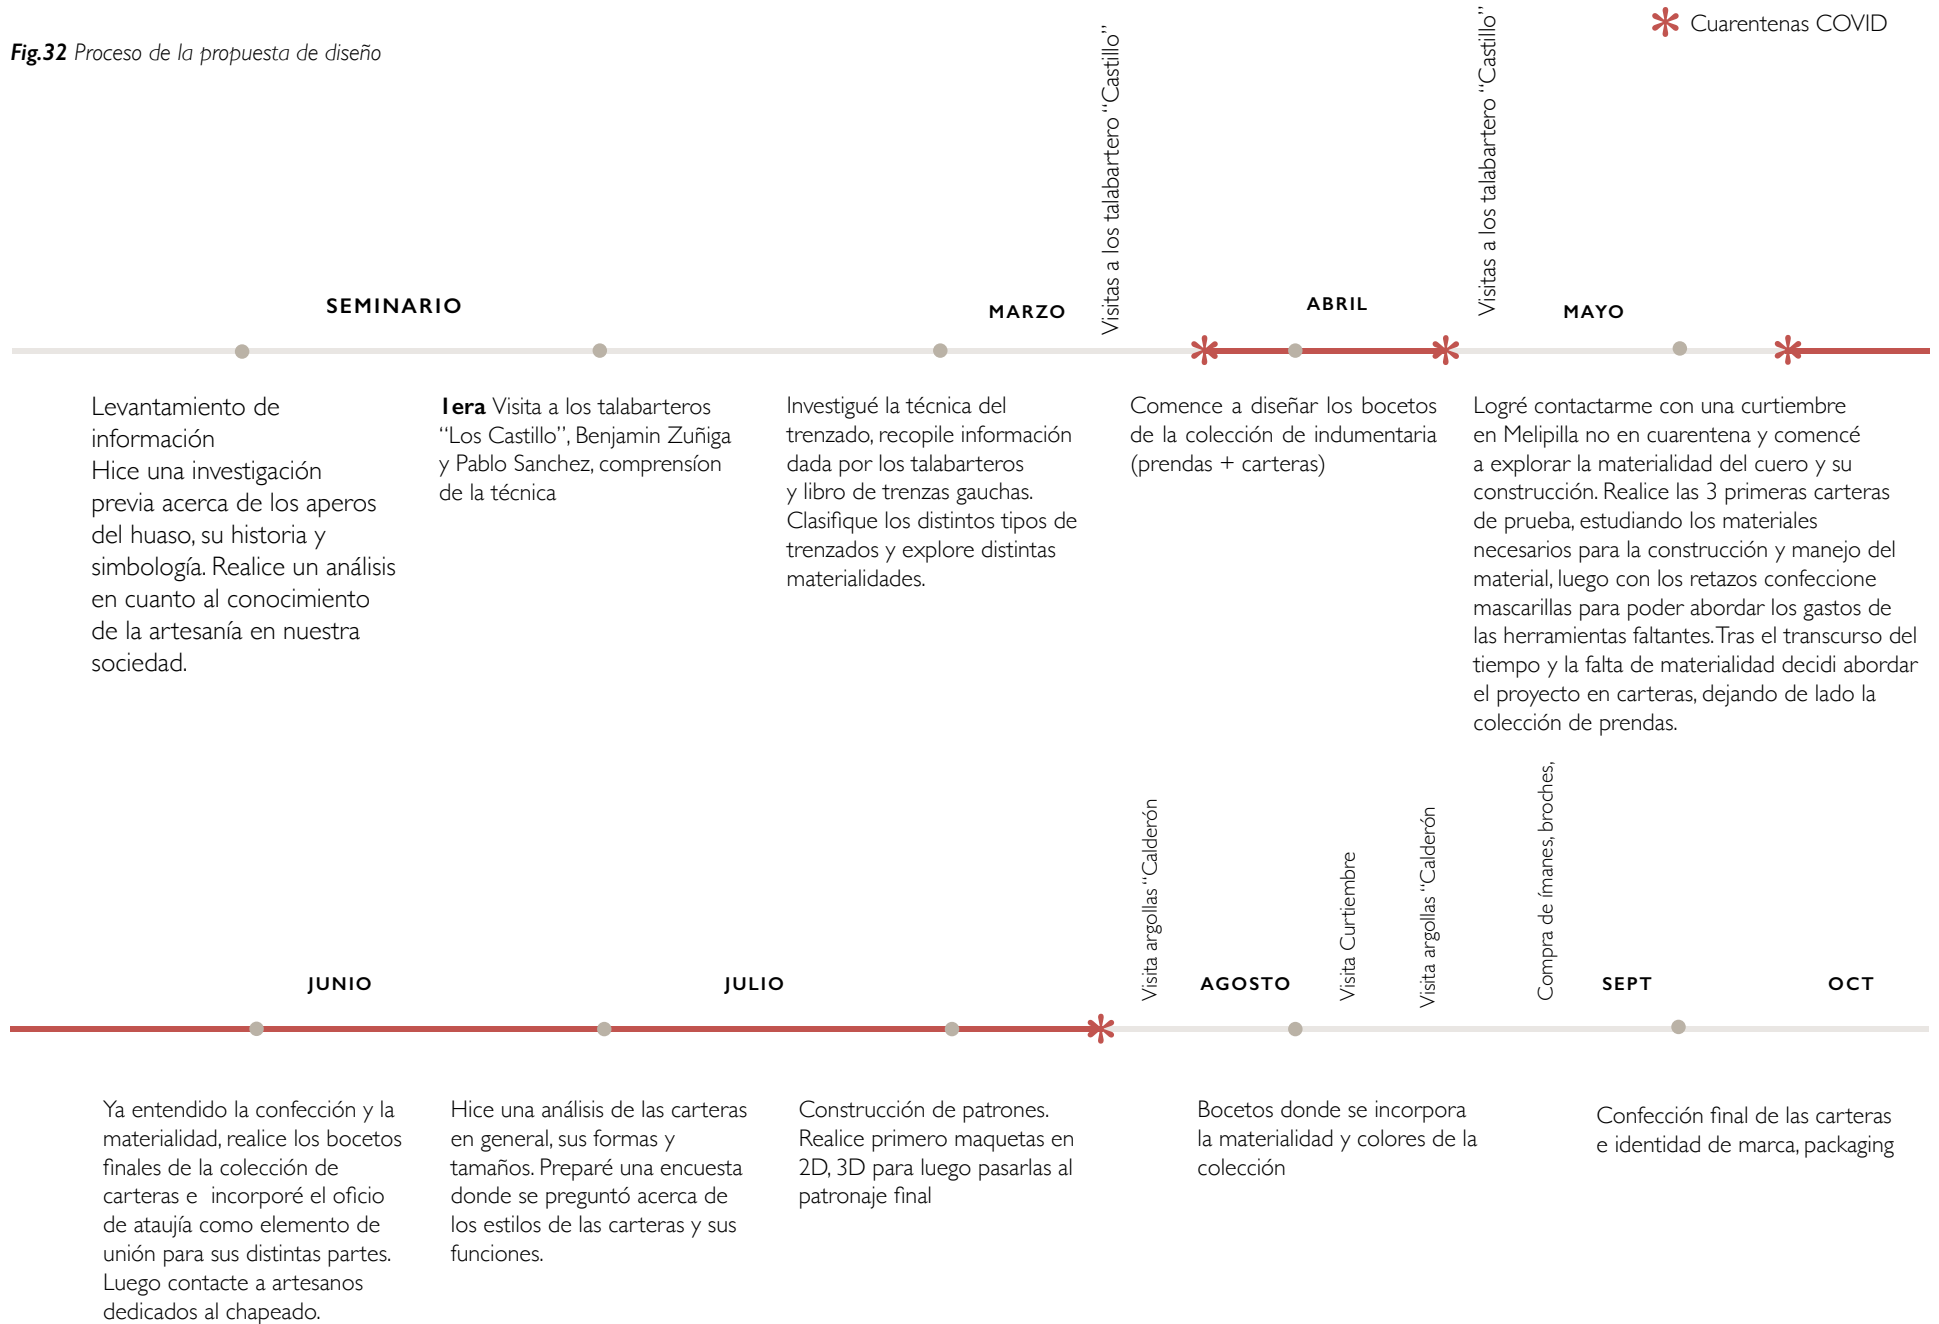 Fig.32 Proceso de la propuesta de diseño
Cuarentenas COVID
Visitas a los talabartero “Castillo”
Visitas a los talabartero “Castillo”
SEMINARIO
MARZO
ABRIL
MAYO
Levantamiento de
información
Hice una investigación
previa acerca de los aperos
del huaso, su historia y
simbología. Realice un análisis
en cuanto al conocimiento
de la artesanía en nuestra
sociedad.
1era Visita a los talabarteros
“Los Castillo”, Benjamin Zuñiga
y Pablo Sanchez, comprensíon
de la técnica
Investigué la técnica del
trenzado, recopile información
dada por los talabarteros
y libro de trenzas gauchas.
Clasifique los distintos tipos de
trenzados y explore distintas
materialidades.
Comence a diseñar los bocetos
de la colección de indumentaria
(prendas + carteras)
Logré contactarme con una curtiembre
en Melipilla no en cuarentena y comencé
a explorar la materialidad del cuero y su
construcción. Realice las 3 primeras carteras
de prueba, estudiando los materiales
necesarios para la construcción y manejo del
material, luego con los retazos confeccione
mascarillas para poder abordar los gastos de
las herramientas faltantes. Tras el transcurso del
tiempo y la falta de materialidad decidi abordar
el proyecto en carteras, dejando de lado la
colección de prendas.
Visita argollas “Calderón
Visita Curtiembre
Visita argollas “Calderón
Compra de ímanes, broches,
JUNIO
JULIO
AGOSTO
SEPT
OCT
Ya entendido la confección y la
materialidad, realice los bocetos
finales de la colección de
carteras e incorporé el oficio
de ataujía como elemento de
unión para sus distintas partes.
Luego contacte a artesanos
dedicados al chapeado.
Hice una análisis de las carteras
en general, sus formas y
tamaños. Preparé una encuesta
donde se preguntó acerca de
los estilos de las carteras y sus
funciones.
Construcción de patrones.
Realice primero maquetas en
2D, 3D para luego pasarlas al
patronaje final
Bocetos donde se incorpora
la materialidad y colores de la
colección
Confección final de las carteras
e identidad de marca, packaging